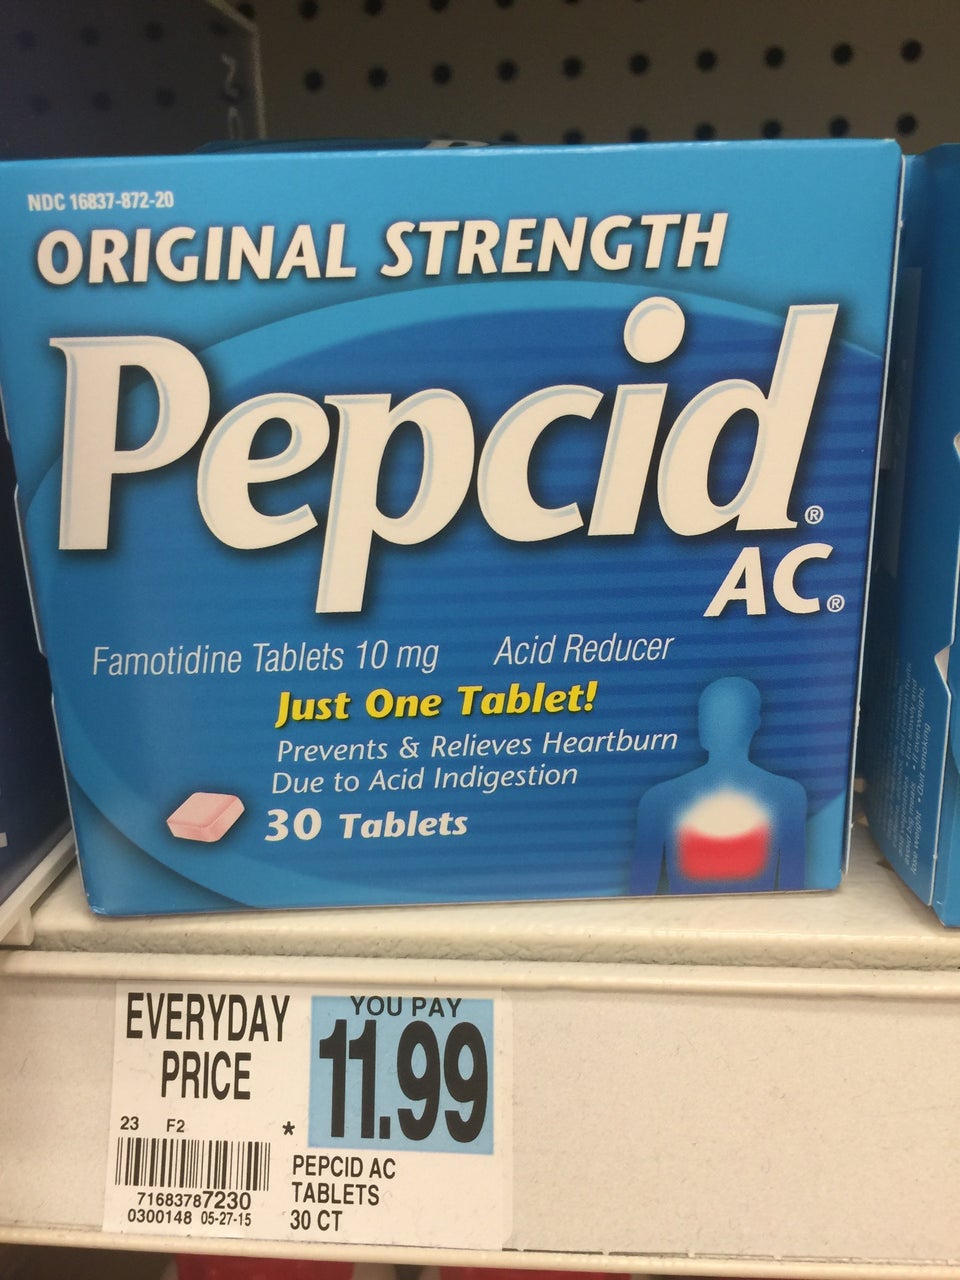 NDC 16837-872-20
ORIGINAL STRENGTH
Pepcid®
AC®
Famotidine Tablets 10 mg Acid Reducer
Just One Tablet!
Prevents & Relieves Heartburn
Due to Acid Indigestion
30 Tablets
EVERYDAY
PRICE
YOU PAY
11.99
23 F2
*
71683787230
0300148 05-27-15
PEPCID AC
TABLETS
30 CT